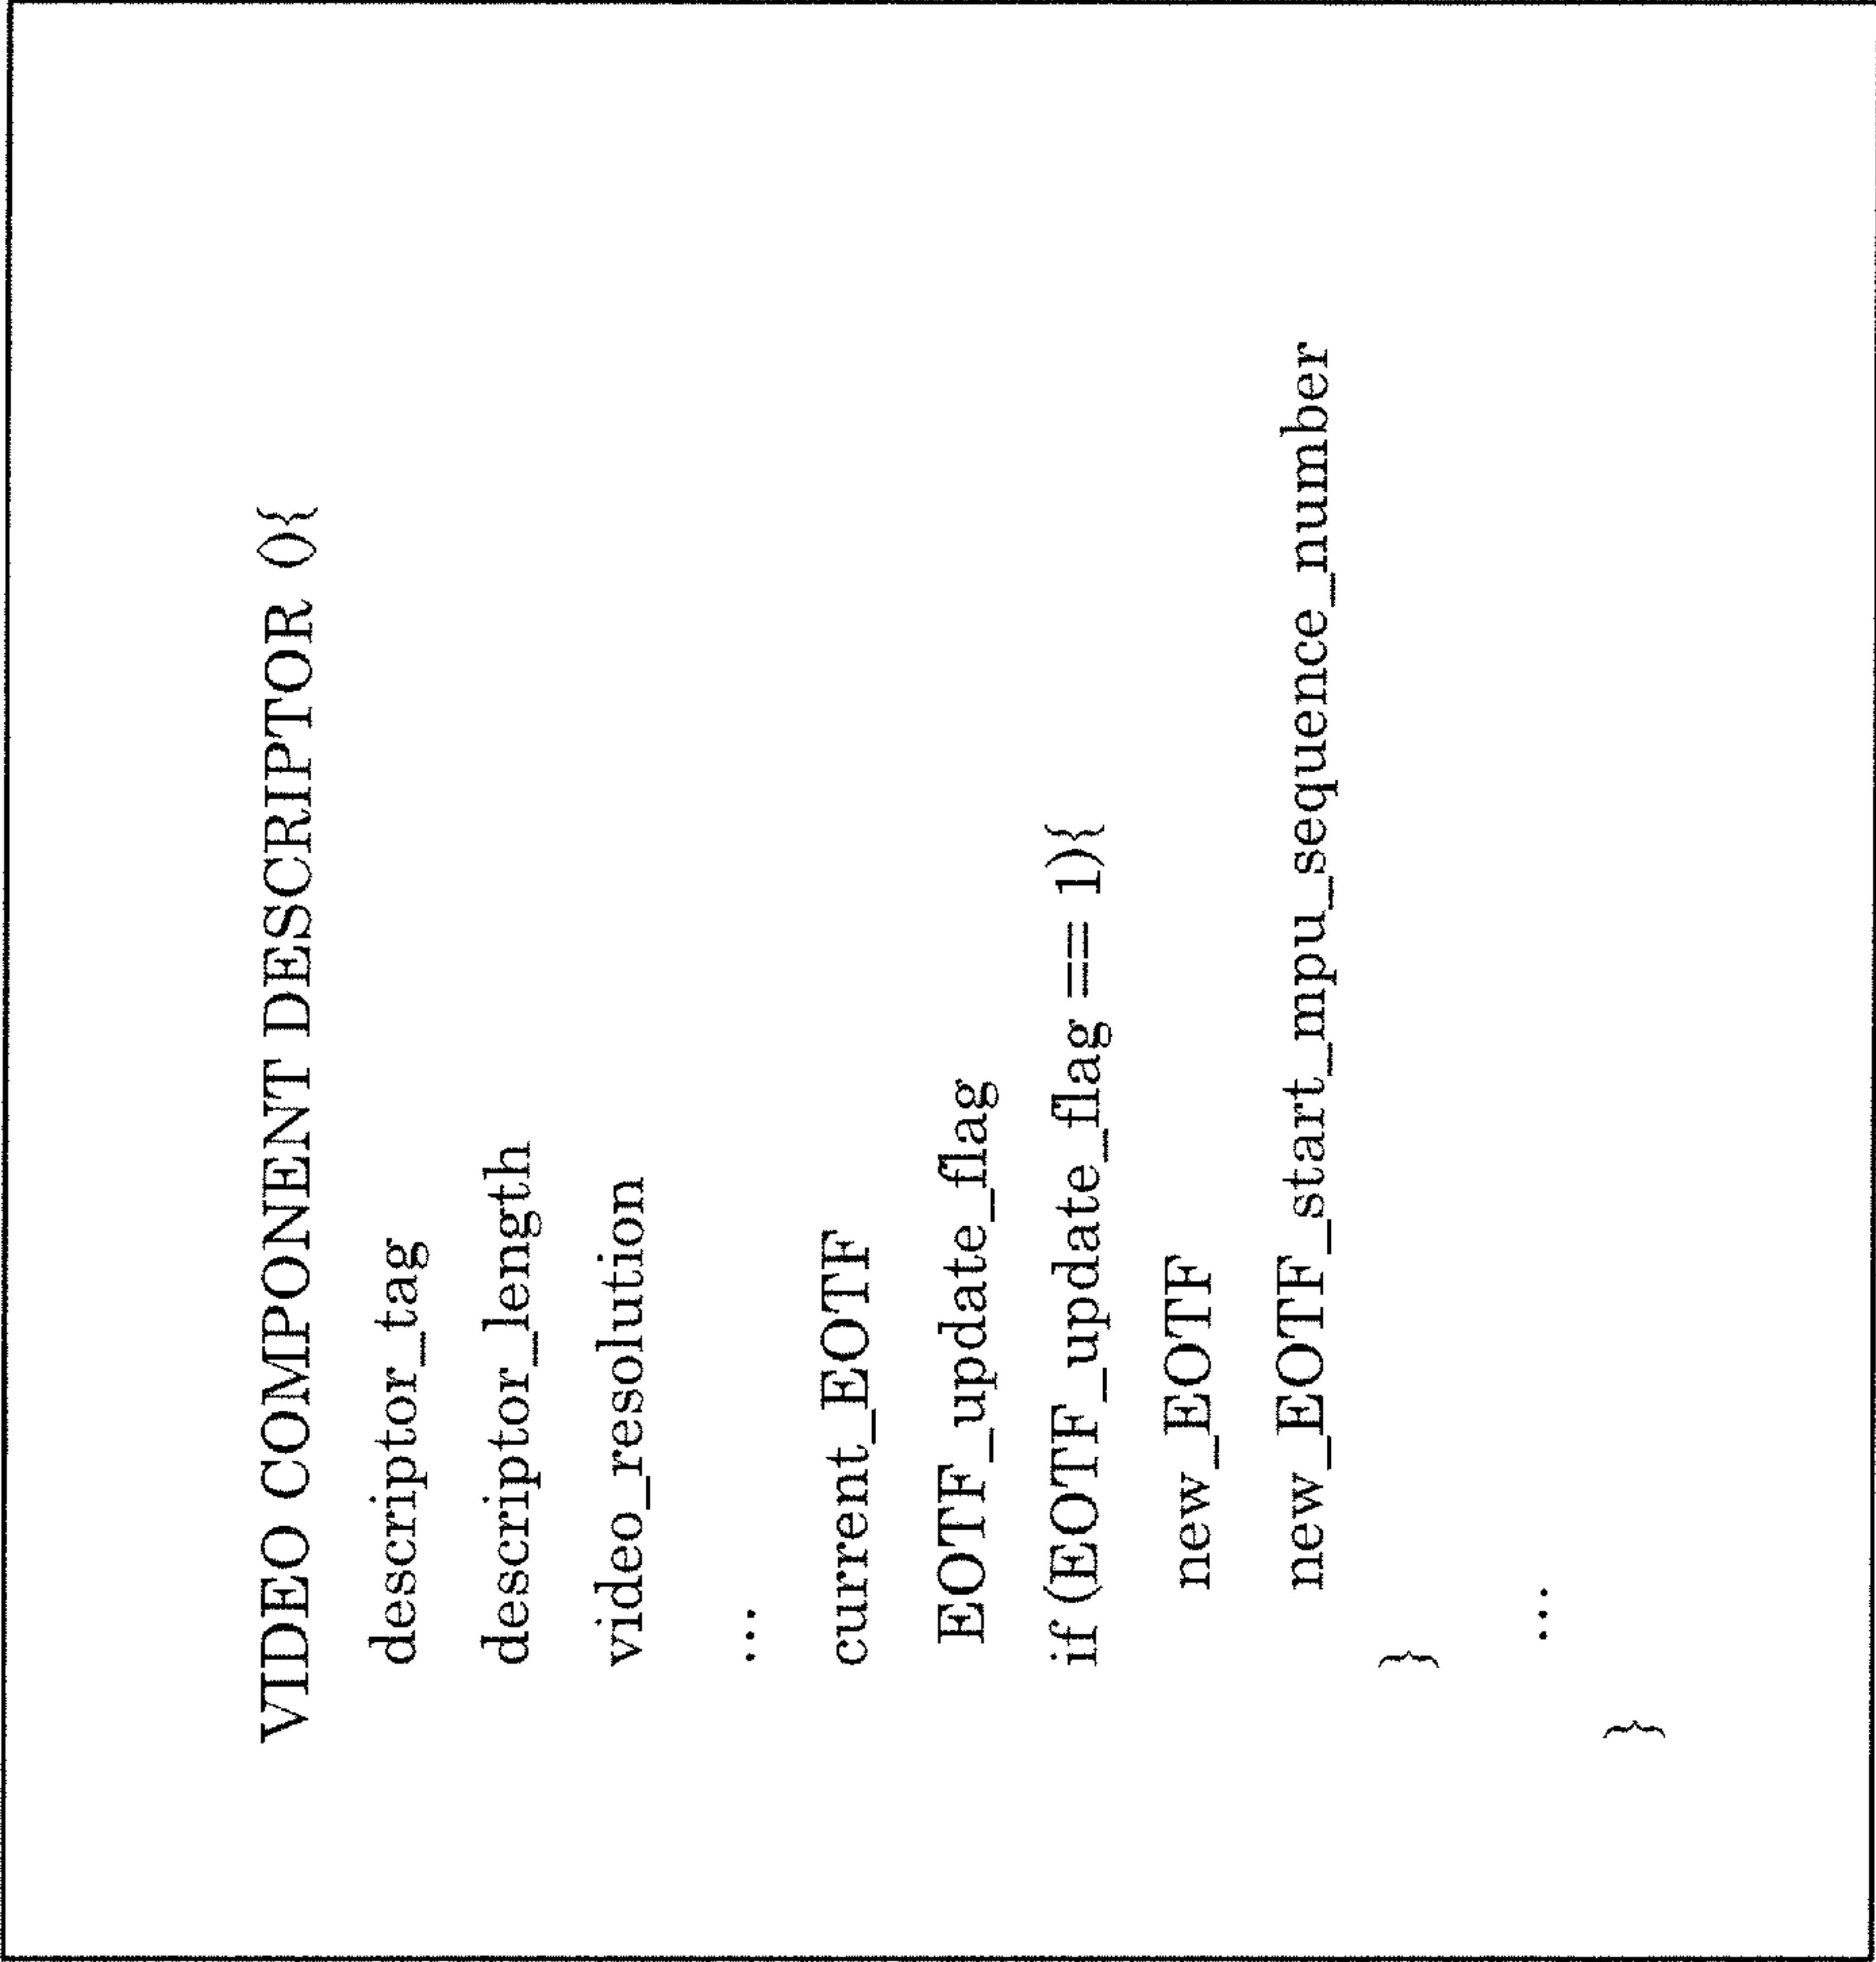 VIDEO COMPONENT DESCRIPTOR (){
descriptor_tag
descriptor_length
video_resolution
...
current_EOTF
EOTF_update_flag
if (EOTF_update_flag == 1){
new_EOTF
new_EOTF_start_mpu_sequence_number
}
...
}